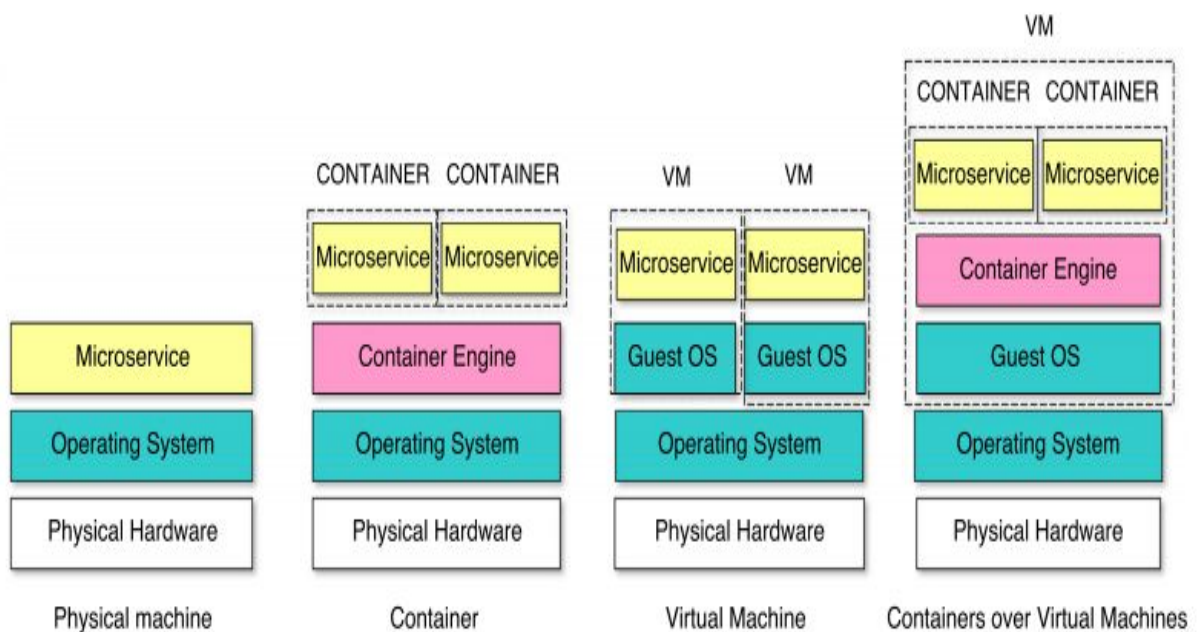 VM
CONTAINER CONTAINER
Microservice Microservice
CONTAINER CONTAINER
VM VM
Microservice Microservice
Microservice Microservice
Container Engine
Microservice
Container Engine
Guest OS Guest OS
Guest OS
Operating System
Operating System
Operating System
Operating System
Physical Hardware
Physical Hardware
Physical Hardware
Physical Hardware
Physical machine
Container
Virtual Machine
Containers over Virtual Machines